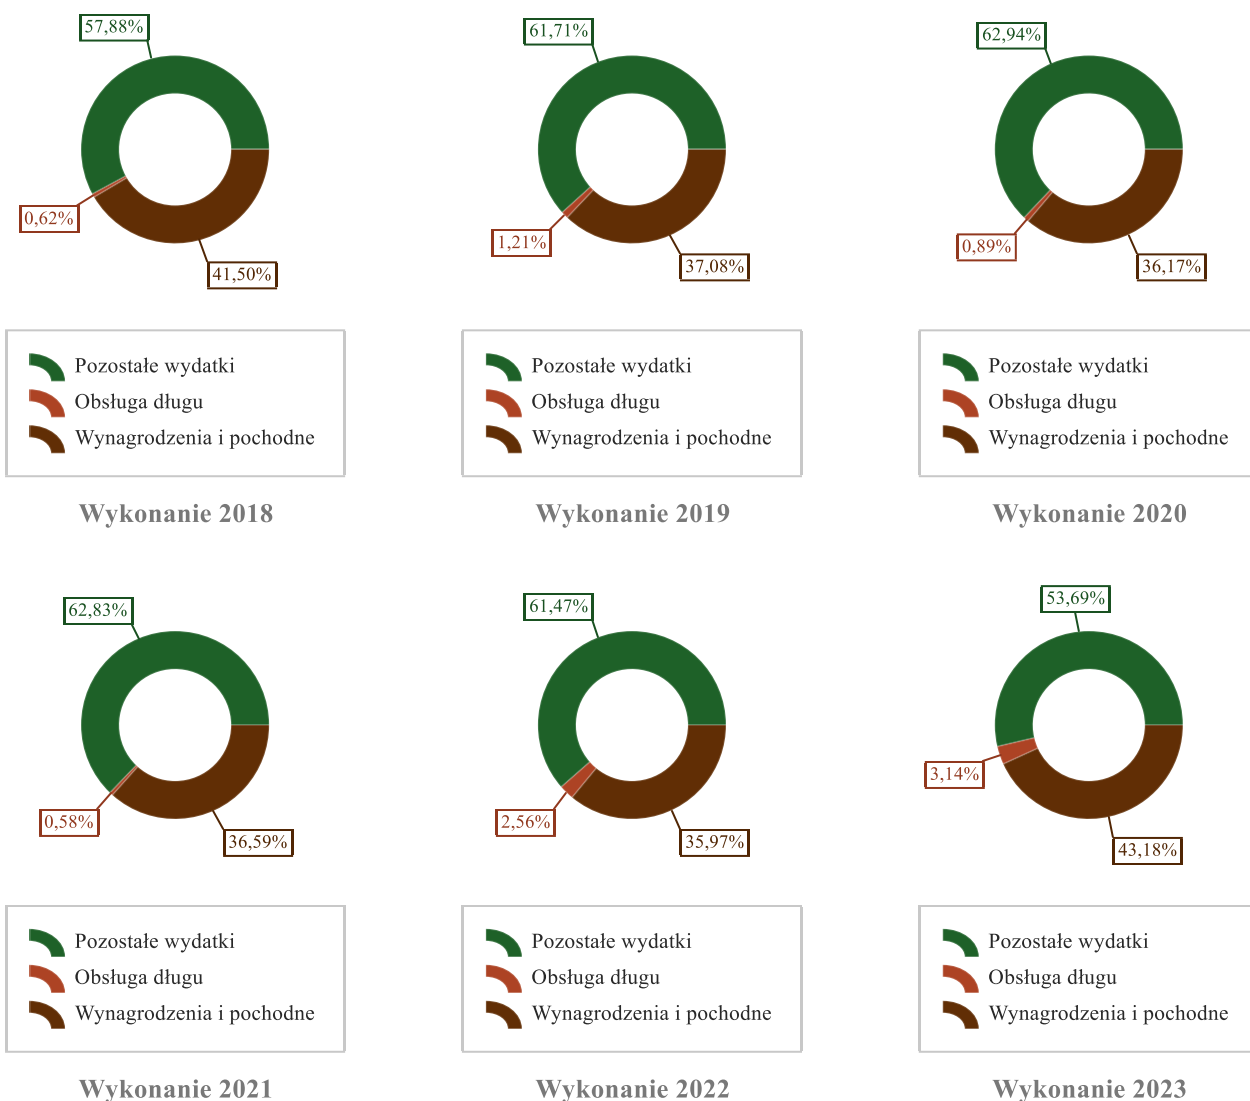 57,88%
0,62%
41,50%
Pozostałe wydatki
Obsługa długu
Wynagrodzenia i pochodne
Wykonanie 2018
61,71%
1,21%
37,08%
Pozostałe wydatki
Obsługa długu
Wynagrodzenia i pochodne
Wykonanie 2019
62,94%
0,89%
36,17%
Pozostałe wydatki
Obsługa długu
Wynagrodzenia i pochodne
Wykonanie 2020
62,83%
0,58%
36,59%
Pozostałe wydatki
Obsługa długu
Wynagrodzenia i pochodne
Wykonanie 2021
61,47%
2,56%
35,97%
Pozostałe wydatki
Obsługa długu
Wynagrodzenia i pochodne
Wykonanie 2022
53,69%
3,14%
43,18%
Pozostałe wydatki
Obsługa długu
Wynagrodzenia i pochodne
Wykonanie 2023